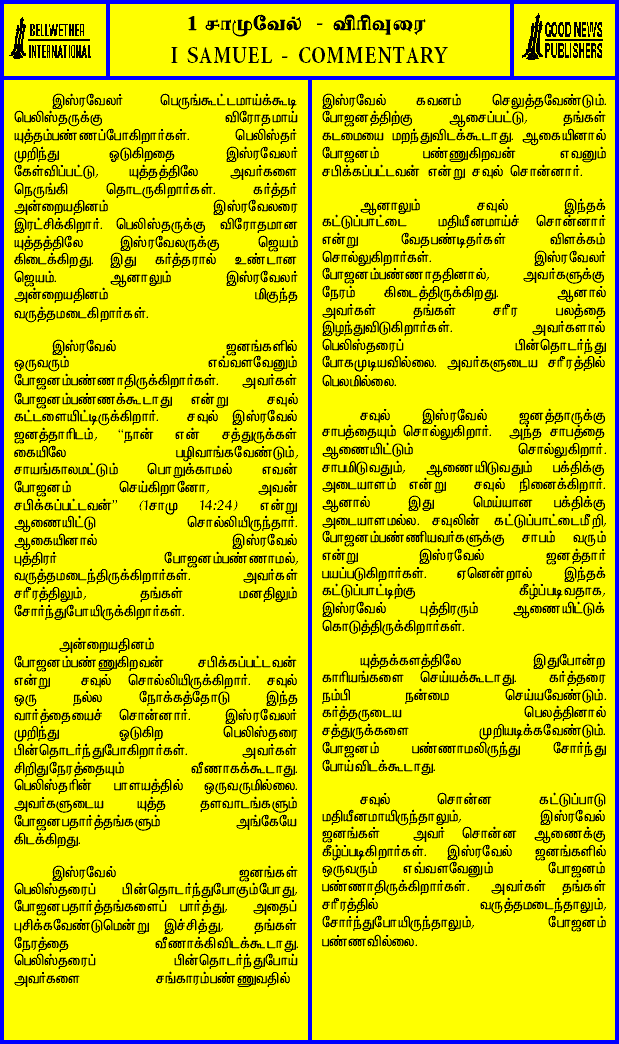 BELLWETHER
INTERNATIONAL
1 சாமுவேல் - விரிவுரை
I SAMUEL - COMMENTARY
GOOD NEWS
PUBLISHERS
இஸ்ரவேலர் பெருங்கூட்டமாய்க்கூடி
பெலிஸ்தருக்கு விரோதமாய்
யுத்தம்பண்ணப்போகிறார்கள். பெலிஸ்தர்
முறிந்து ஓடுகிறதை இஸ்ரவேலர்
கேள்விப்பட்டு, யுத்தத்திலே அவர்களை
நெருங்கி தொடருகிறார்கள். கர்த்தர்
அன்றையதினம் இஸ்ரவேலரை
இரட்சிக்கிறார். பெலிஸ்தருக்கு விரோதமான
யுத்தத்திலே இஸ்ரவேலருக்கு ஜெயம்
கிடைக்கிறது. இது கர்த்தரால் உண்டான
ஜெயம். ஆனாலும் இஸ்ரவேலர்
அன்றையதினம் மிகுந்த
வருத்தமடைகிறார்கள்.
இஸ்ரவேல் ஜனங்களில்
ஒருவரும் எவ்வளவேனும்
போஜனம்பண்ணாதிருக்கிறார்கள். அவர்கள்
போஜனம்பண்ணக்கூடாது என்று சவுல்
கட்டளையிட்டிருக்கிறார். சவுல் இஸ்ரவேல்
ஜனத்தாரிடம், “நான் என் சத்துருக்கள்
கையிலே பழிவாங்கவேண்டும்,
சாயங்காலமட்டும் பொறுக்காமல் எவன்
போஜனம் செய்கிறானோ, அவன்
சபிக்கப்பட்டவன்” (1சாமு 14:24) என்று
ஆணையிட்டு சொல்லியிருந்தார்.
ஆகையினால் இஸ்ரவேல்
புத்திரர் போஜனம்பண்ணாமல்,
வருத்தமடைந்திருக்கிறார்கள். அவர்கள்
சரீரத்திலும், தங்கள் மனதிலும்
சோர்ந்துபோயிருக்கிறார்கள்.
அன்றையதினம்
போஜனம்பண்ணுகிறவன் சபிக்கப்பட்டவன்
என்று சவுல் சொல்லியிருக்கிறார். சவுல்
ஒரு நல்ல நோக்கத்தோடு இந்த
வார்த்தையைச் சொன்னார். இஸ்ரவேலர்
முறிந்து ஓடுகிற பெலிஸ்தரை
பின்தொடர்ந்துபோகிறார்கள். அவர்கள்
சிறிதுநேரத்தையும் வீணாகக்கூடாது.
பெலிஸ்தரின் பாளயத்தில் ஒருவருமில்லை.
அவர்களுடைய யுத்த தளவாடங்களும்
போஜனபதார்த்தங்களும் அங்கேயே
கிடக்கிறது.
இஸ்ரவேல் ஜனங்கள்
பெலிஸ்தரைப் பின்தொடர்ந்துபோகும்போது,
போஜனபதார்த்தங்களைப் பார்த்து, அதைப்
புசிக்கவேண்டுமென்று இச்சித்து, தங்கள்
நேரத்தை வீணாக்கிவிடக்கூடாது.
பெலிஸ்தரைப் பின்தொடர்ந்துபோய்
அவர்களை சங்காரம்பண்ணுவதில்
இஸ்ரவேல் கவனம் செலுத்தவேண்டும்.
போஜனத்திற்கு ஆசைப்பட்டு, தங்கள்
கடமையை மறந்துவிடக்கூடாது. ஆகையினால்
போஜனம் பண்ணுகிறவன் எவனும்
சபிக்கப்பட்டவன் என்று சவுல் சொன்னார்.
ஆனாலும் சவுல் இந்தக்
கட்டுப்பாட்டை மதியீனமாய்ச் சொன்னார்
என்று வேதபண்டிதர்கள் விளக்கம்
சொல்லுகிறார்கள். இஸ்ரவேலர்
போஜனம்பண்ணாததினால், அவர்களுக்கு
நேரம் கிடைத்திருக்கிறது. ஆனால்
அவர்கள் தங்கள் சரீர பலத்தை
இழந்துவிடுகிறார்கள். அவர்களால்
பெலிஸ்தரைப் பின்தொடர்ந்து
போகமுடியவில்லை. அவர்களுடைய சரீரத்தில்
பெலமில்லை.
சவுல் இஸ்ரவேல் ஜனத்தாருக்கு
சாபத்தையும் சொல்லுகிறார். அந்த சாபத்தை
ஆணையிட்டும் சொல்லுகிறார்.
சாபமிடுவதும், ஆணையிடுவதும் பக்திக்கு
அடையாளம் என்று சவுல் நினைக்கிறார்.
ஆனால் இது மெய்யான பக்திக்கு
அடையாளமல்ல. சவுலின் கட்டுப்பாட்டைமீறி,
போஜனம்பண்ணியவர்களுக்கு சாபம் வரும்
என்று இஸ்ரவேல் ஜனத்தார்
பயப்படுகிறார்கள். ஏனென்றால் இந்தக்
கட்டுப்பாட்டிற்கு கீழ்ப்படிவதாக,
இஸ்ரவேல் புத்திரரும் ஆணையிட்டுக்
கொடுத்திருக்கிறார்கள்.
யுத்தக்களத்திலே இதுபோன்ற
காரியங்களை செய்யக்கூடாது. கர்த்தரை
நம்பி நன்மை செய்யவேண்டும்.
கர்த்தருடைய பெலத்தினால்
சத்துருக்களை முறியடிக்கவேண்டும்.
போஜனம் பண்ணாமலிருந்து சோர்ந்து
போய்விடக்கூடாது.
சவுல் சொன்ன கட்டுப்பாடு
மதியீனமாயிருந்தாலும், இஸ்ரவேல்
ஜனங்கள் அவர் சொன்ன ஆணைக்கு
கீழ்ப்படிகிறார்கள். இஸ்ரவேல் ஜனங்களில்
ஒருவரும் எவ்வளவேனும் போஜனம்
பண்ணாதிருக்கிறார்கள். அவர்கள் தங்கள்
சரீரத்தில் வருத்தமடைந்தாலும்,
சோர்ந்துபோயிருந்தாலும், போஜனம்
பண்ணவில்லை.